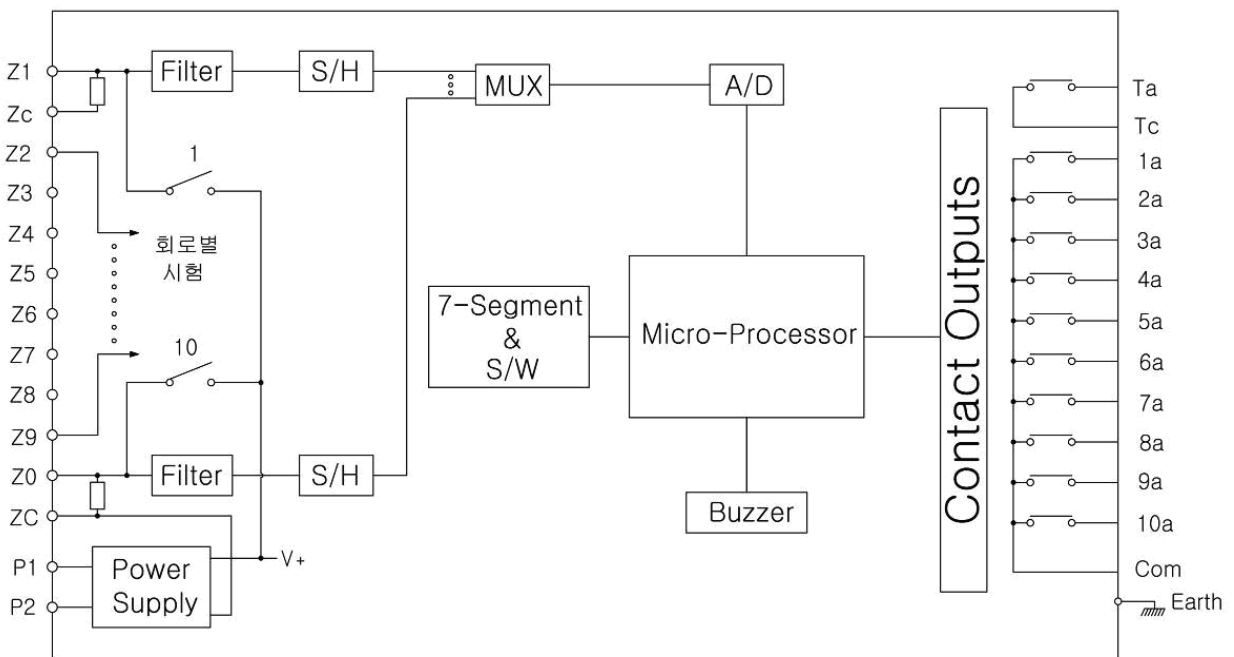 Z1
Zc
Z2
Z3
Z4
Z5
Z6
Z7
Z8
Z9
Z0
ZC
P1
P2
Filter
S/H
MUX
A/D
1
회로별
시험
10
Filter
S/H
Power
Supply
V+
7-Segment
&
S/W
Micro-Processor
Buzzer
Contact Outputs
Ta
Tc
1a
2a
3a
4a
5a
6a
7a
8a
9a
10a
Com
Earth